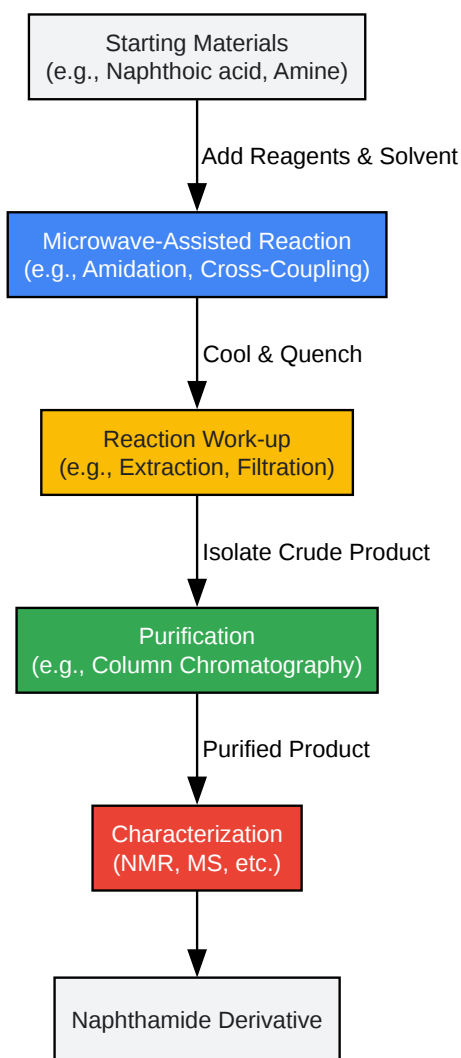 Starting Materials
(e.g., Naphthoic acid, Amine)
Add Reagents & Solvent
Microwave-Assisted Reaction
(e.g., Amidation, Cross-Coupling)
Cool & Quench
Reaction Work-up
(e.g., Extraction, Filtration)
Isolate Crude Product
Purification
(e.g., Column Chromatography)
Purified Product
Characterization
(NMR, MS, etc.)
Naphthamide Derivative